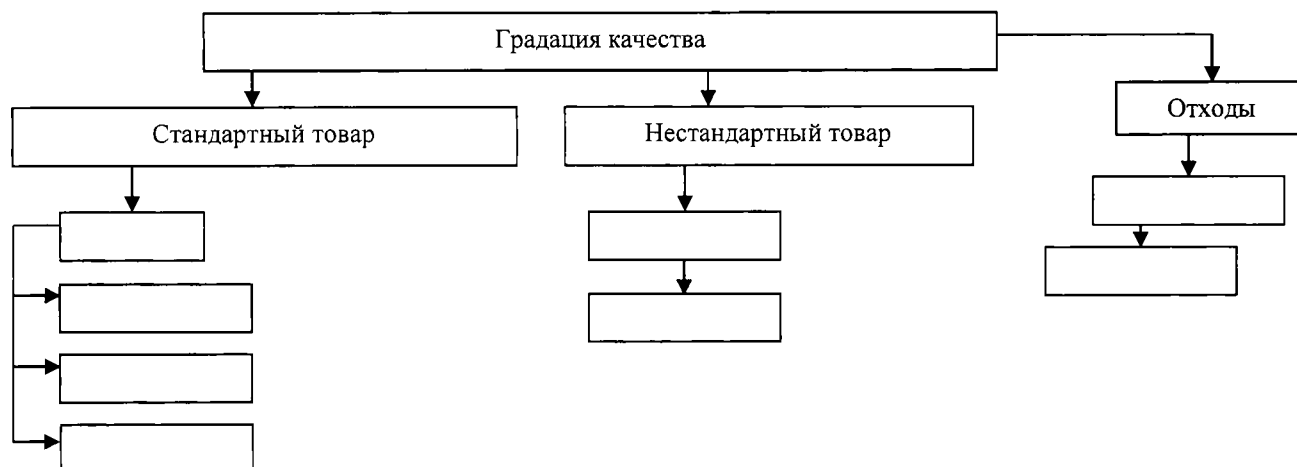 Градация качества
Стандартный товар
Нестандартный товар
Отходы